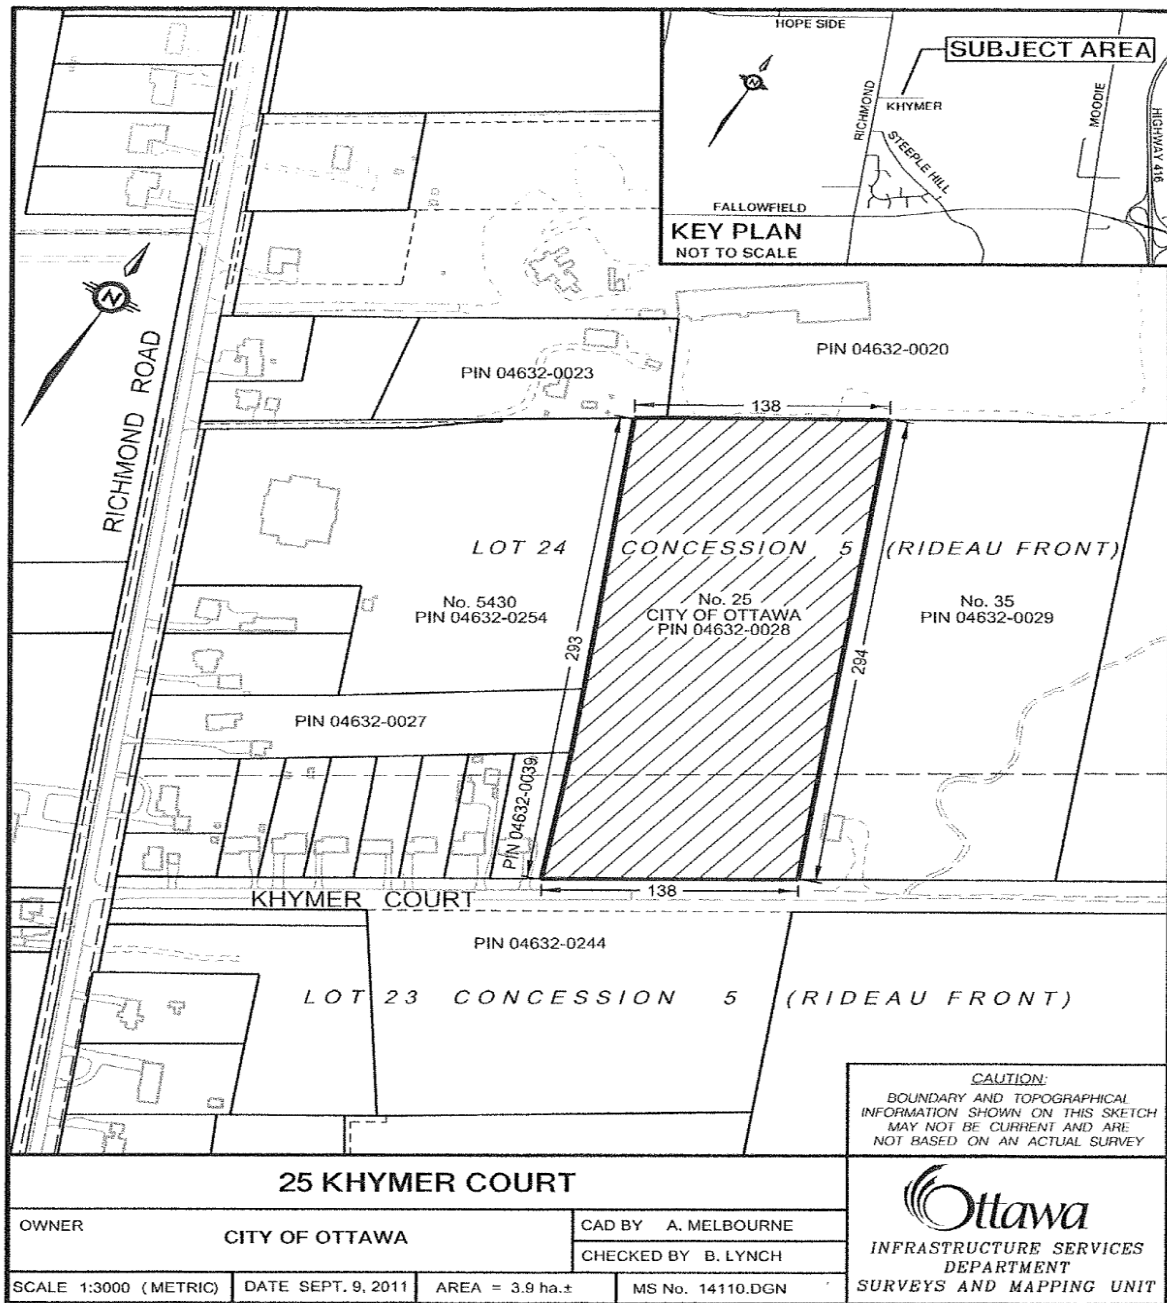 HOPE SIDE
SUBJECT AREA
KHYMER
RICHMOND
MOODIE
HIGHWAY 416
STEEPLE HILL
FALLOWFIELD
KEY PLAN
NOT TO SCALE
N
N
RICHMOND ROAD
PIN 04632-0020
PIN 04632-0023
138
LOT 24 CONCESSION 5 (RIDEAU FRONT)
No. 5430
PIN 04632-0254
No. 25
CITY OF OTTAWA
PIN 04632-0028
No. 35
PIN 04632-0029
293
294
PIN 04632-0027
PIN 04632-0039
138
KHYMER COURT
PIN 04632-0244
LOT 23 CONCESSION 5 (RIDEAU FRONT)
CAUTION:
BOUNDARY AND TOPOGRAPHICAL
INFORMATION SHOWN ON THIS SKETCH
MAY NOT BE CURRENT AND ARE
NOT BASED ON AN ACTUAL SURVEY
25 KHYMER COURT
OWNER
CITY OF OTTAWA
CAD BY A. MELBOURNE
CHECKED BY B. LYNCH
SCALE 1:3000 (METRIC)
DATE SEPT. 9, 2011
AREA = 3.9 ha.±
MS No. 14110.DGN
Ottawa
INFRASTRUCTURE SERVICES
DEPARTMENT
SURVEYS AND MAPPING UNIT